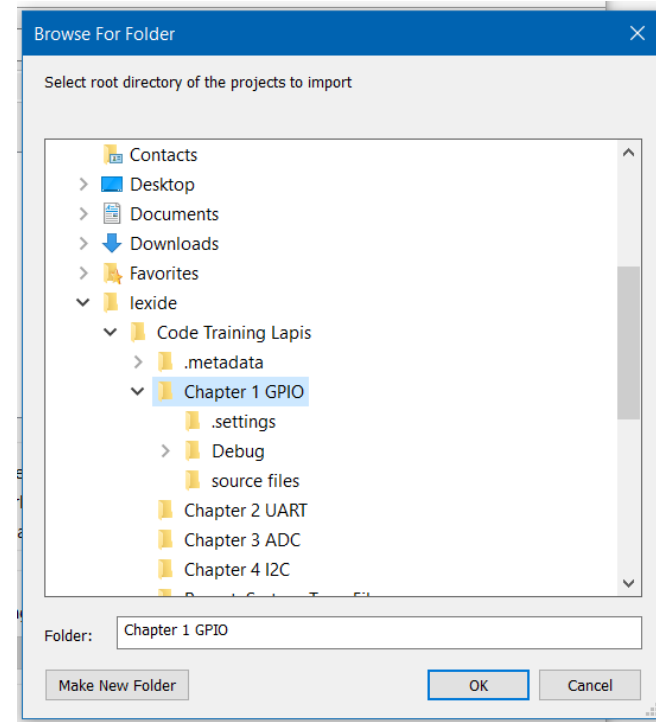 Browse For Folder
Select root directory of the projects to import
Contacts
Desktop
Documents
Downloads
Favorites
lexide
Code Training Lapis
.metadata
Chapter 1 GPIO
.settings
Debug
source files
Chapter 2 UART
Chapter 3 ADC
Chapter 4 I2C
Folder: Chapter 1 GPIO
Make New Folder OK Cancel